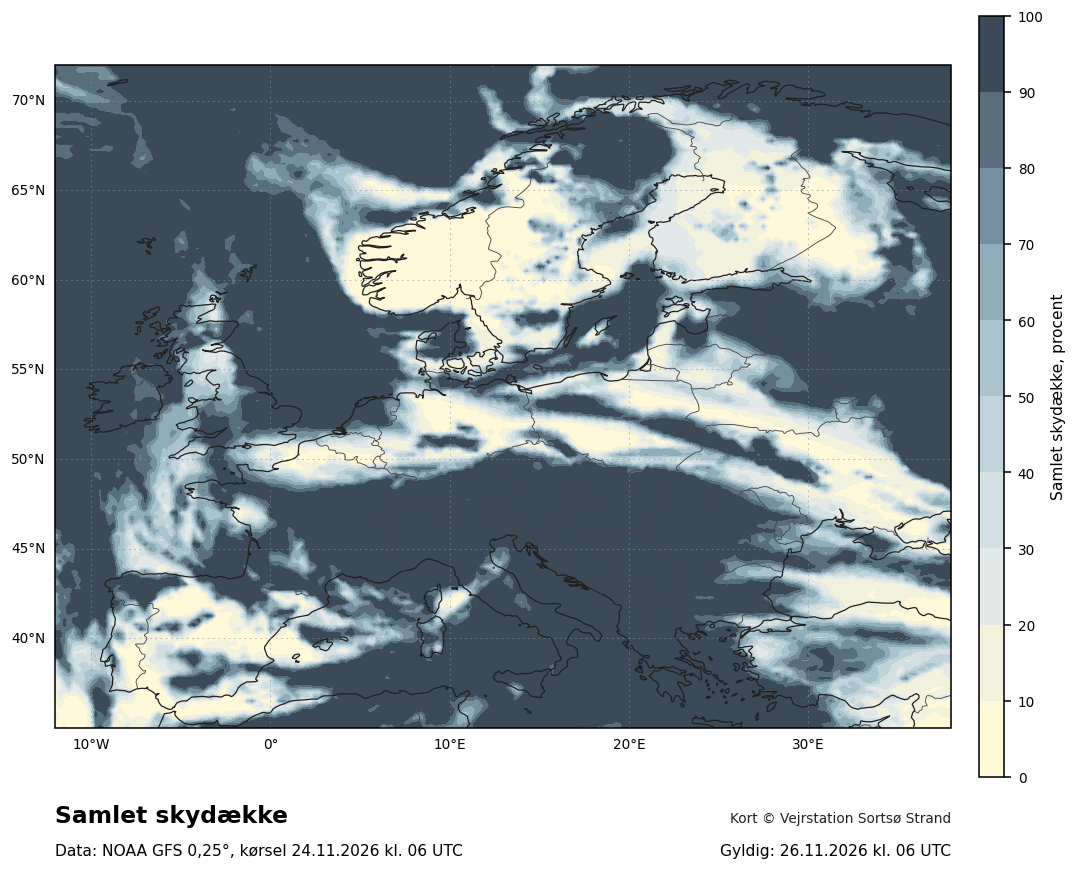 100
90
80
70
60
50
40
30
20
10
0
Samlet skydække, procent
70°N
65°N
60°N
55°N
50°N
45°N
40°N
10°W
0°
10°E
20°E
30°E
Samlet skydække
Kort © Vejrstation Sortsø Strand
Data: NOAA GFS 0,25°, kørsel 24.11.2026 kl. 06 UTC
Gyldig: 26.11.2026 kl. 06 UTC